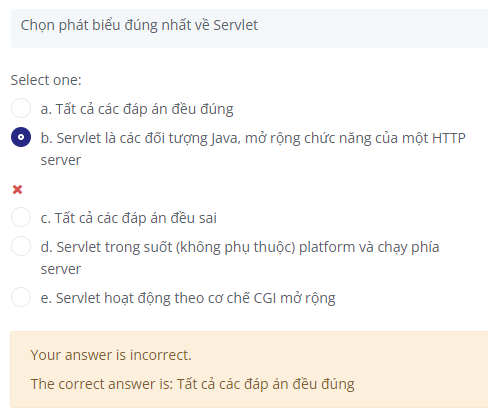 Chọn phát biểu đúng nhất về Servlet
Select one:
a. Tất cả các đáp án đều đúng
b. Servlet là các đối tượng Java, mở rộng chức năng của một HTTP
server
c. Tất cả các đáp án đều sai
d. Servlet trong suốt (không phụ thuộc) platform và chạy phía
server
e. Servlet hoạt động theo cơ chế CGI mở rộng
Your answer is incorrect.
The correct answer is: Tất cả các đáp án đều đúng